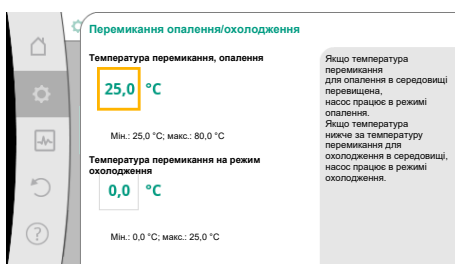 Перемикання опалення/охолодження
Температура перемикання, опалення
25,0 °C
Мин.: 25,0 °C; макс.: 80,0 °C
Температура перемикання на режим
охолодження
0,0 °C
Мин.: 0,0 °C; макс.: 25,0 °C
Якщо температура
перемикання
для опалення в середовищі
перевищена,
насос працює в режимі
опалення.
Якщо температура
нижче за температуру
перемикання для
охолодження в середовищі,
насос працює в режимі
охолодження.